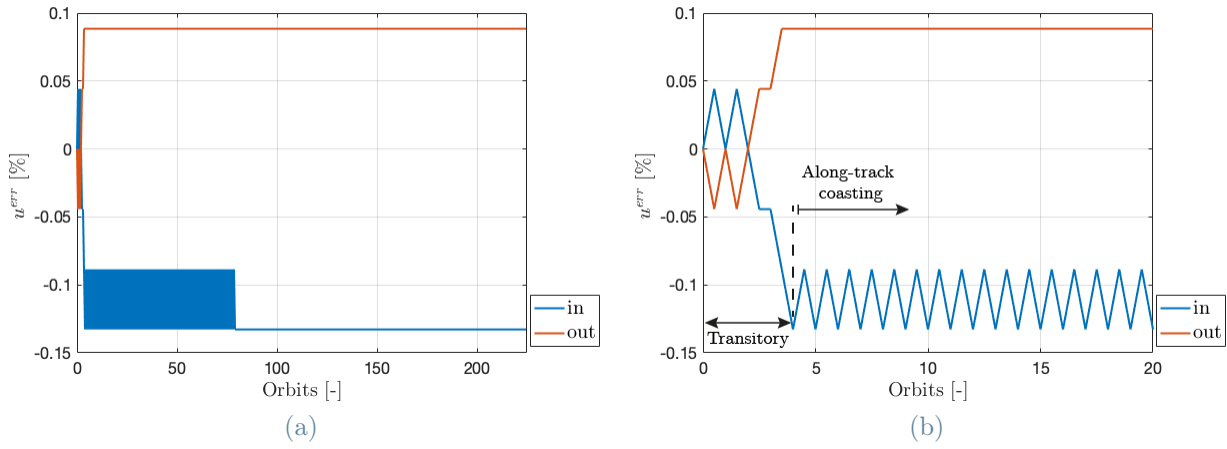 0.1
0.05
0
-0.05
-0.1
-0.15
u^err [%]
0
50
100
150
200
Orbits [-]
in
out
(a)
0.1
0.05
0
-0.05
-0.1
-0.15
u^err [%]
Along-track
coasting
Transitory
0
5
10
15
20
Orbits [-]
in
out
(b)